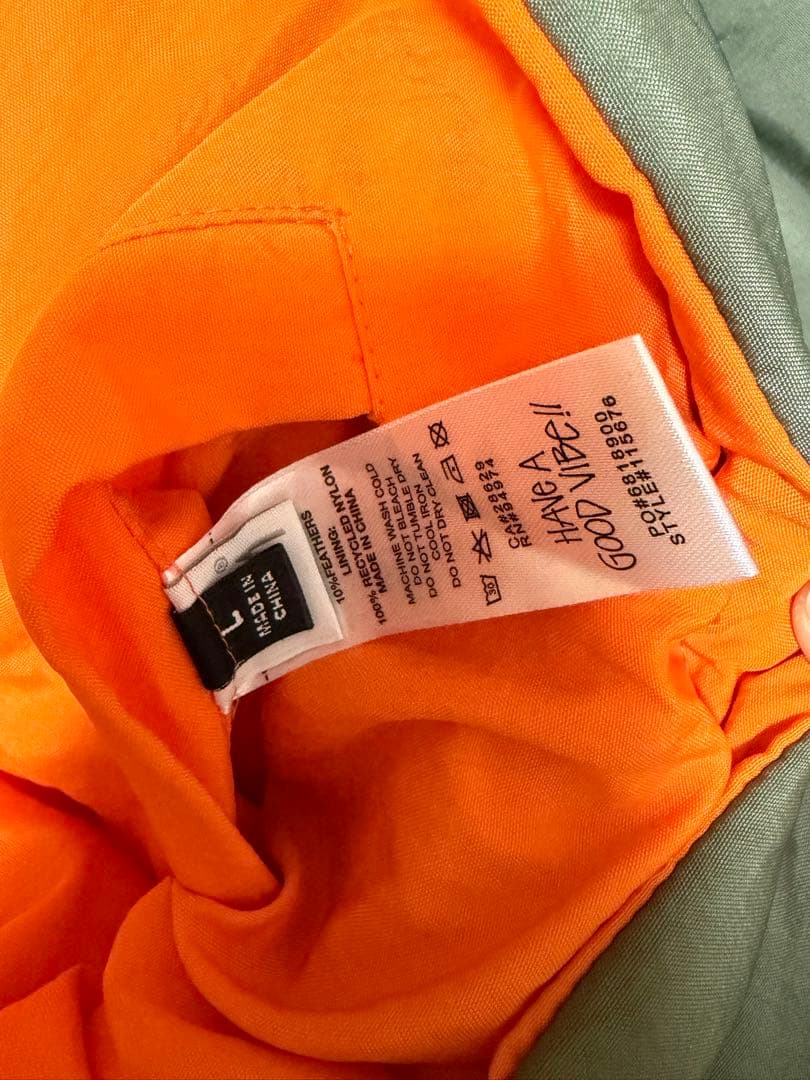 L
MADE IN
CHINA
®
10%FEATHERS
LINING:
100% RECYCLED NYLON
MADE IN CHINA
MACHINE WASH COLD
DO NOT BLEACH
DO NOT TUMBLE DRY
COOL IRON
DO NOT DRY CLEAN
30
CA#29629
RN#94974
HAVE A
GOOD VIBE!!
PO#6818900
STYLE#115676